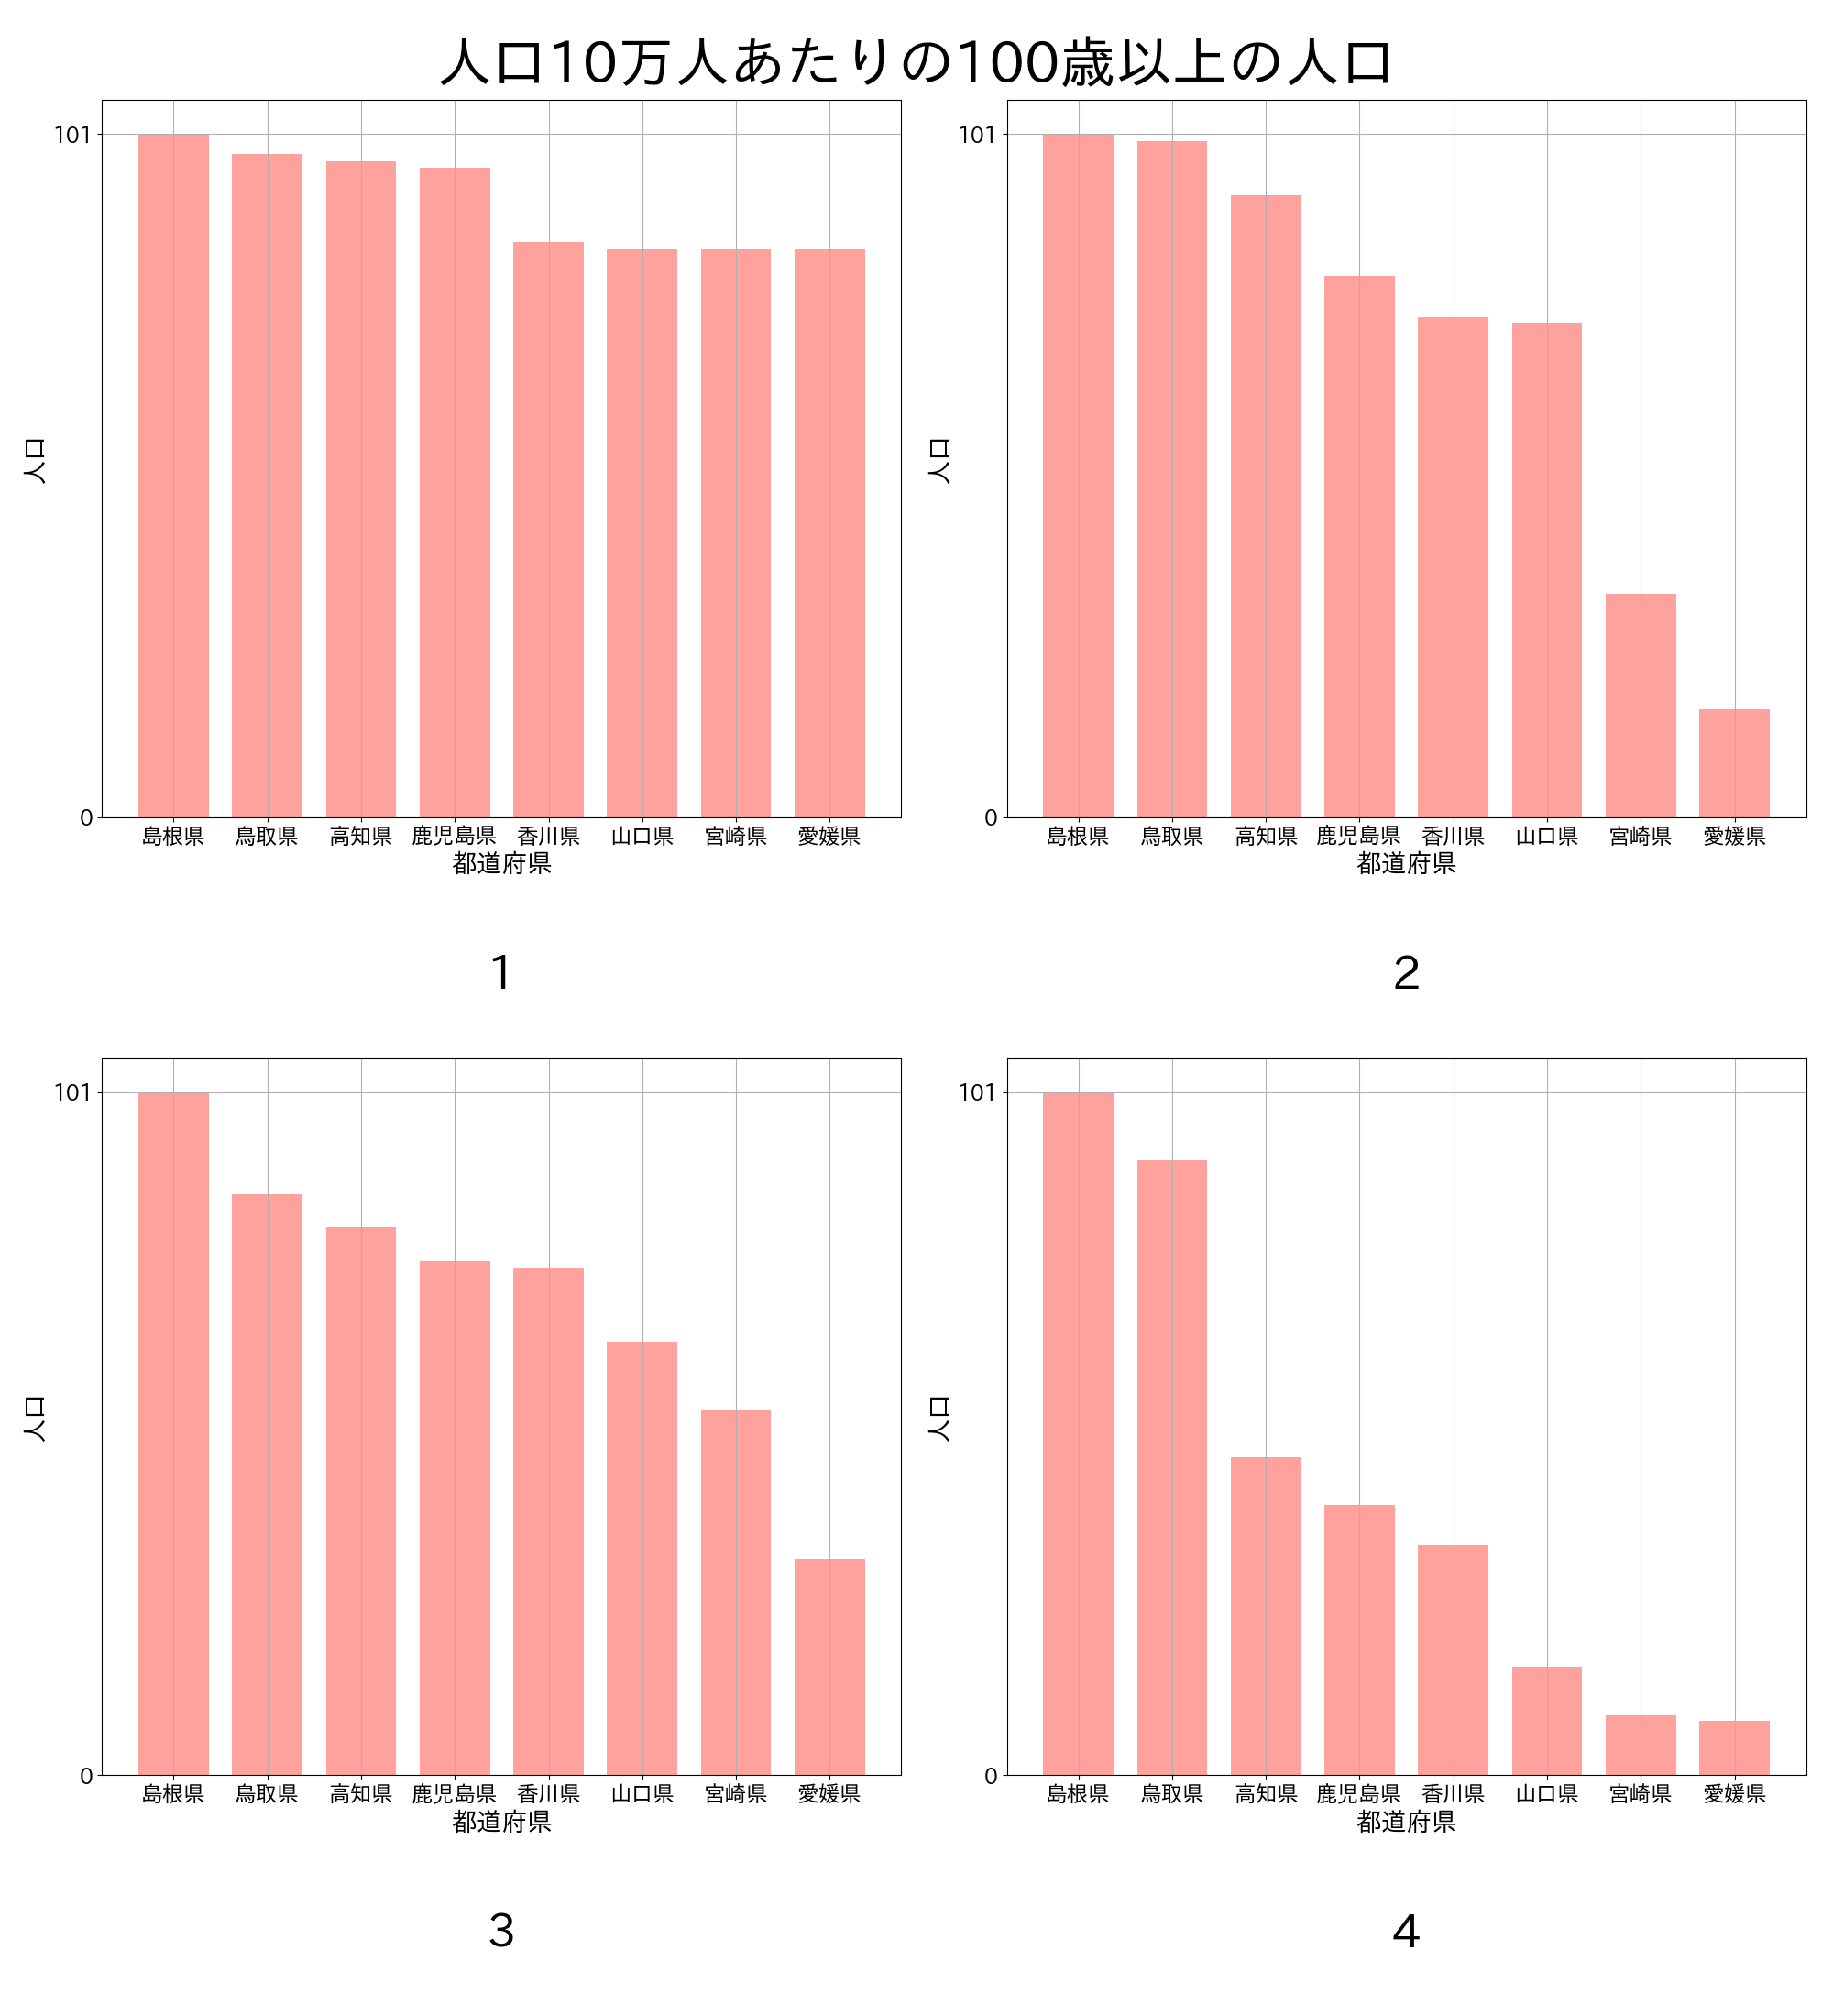 人口10万人あたりの100歳以上の人口
101
0
人口
島根県 鳥取県 高知県 鹿児島県 香川県 山口県 宮崎県 愛媛県
都道府県
1
101
0
人口
島根県 鳥取県 高知県 鹿児島県 香川県 山口県 宮崎県 愛媛県
都道府県
2
101
0
人口
島根県 鳥取県 高知県 鹿児島県 香川県 山口県 宮崎県 愛媛県
都道府県
3
101
0
人口
島根県 鳥取県 高知県 鹿児島県 香川県 山口県 宮崎県 愛媛県
都道府県
4